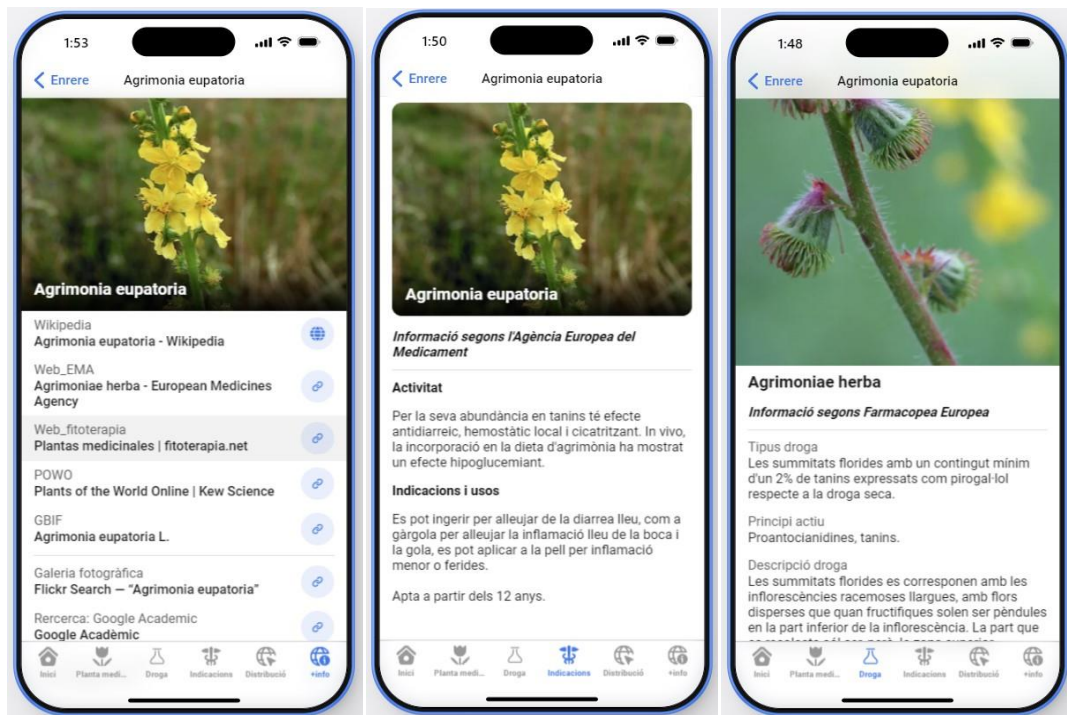 1:53
Enrere
Agrimonia eupatoria
Agrimonia eupatoria
Wikipedia
Agrimonia eupatoria - Wikipedia
Web_EMA
Agrimoniae herba - European Medicines
Agency
Web_fitoterapia
Plantas medicinales | fitoterapia.net
POWO
Plants of the World Online | Kew Science
GBIF
Agrimonia eupatoria L.
Galeria fotogràfica
Flickr Search — "Agrimonia eupatoria"
Rercerca: Google Academic
Google Acadèmic
Inici
Planta medi...
Droga
Indicacions
Distribució
+info
1:50
Enrere
Agrimonia eupatoria
Agrimonia eupatoria
Informació segons l'Agència Europea del
Medicament
Activitat
Per la seva abundància en tanins té efecte
antidiarreic, hemostàtic local i cicatritzant. In vivo,
la incorporació en la dieta d'agrimònia ha mostrat
un efecte hipoglucemiant.
Indicacions i usos
Es pot ingerir per alleujar de la diarrea lleu, com a
gàrgola per alleujar la inflamació lleu de la boca i
la gola, es pot aplicar a la pell per inflamació
menor o ferides.
Apta a partir dels 12 anys.
Inici
Planta medi...
Droga
Indicacions
Distribució
+info
1:48
Enrere
Agrimonia eupatoria
Agrimoniae herba
Informació segons Farmacopea Europea
Tipus droga
Les summitats florides amb un contingut mínim
d'un 2% de tanins expressats com pirogal·lol
respecte a la droga seca.
Principi actiu
Proantocianidines, tanins.
Descripció droga
Les summitats florides es corresponen amb les
inflorescències racemoses llargues, amb flors
disperses que quan fructifiques solen ser pèndules
en la part inferior de la inflorescència. La part que
Inici
Planta medi...
Droga
Indicacions
Distribució
+info